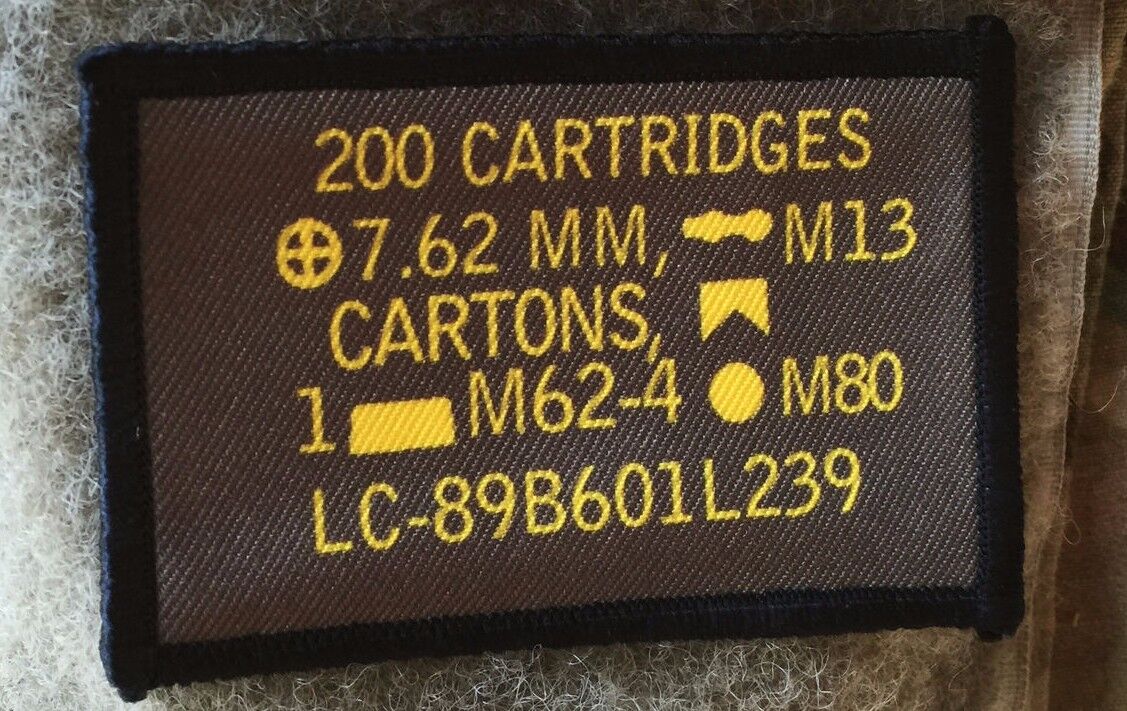 200 CARTRIDGES
7.62 MM, M13
CARTONS,
1 M62-4 M80
LC-89B601L239